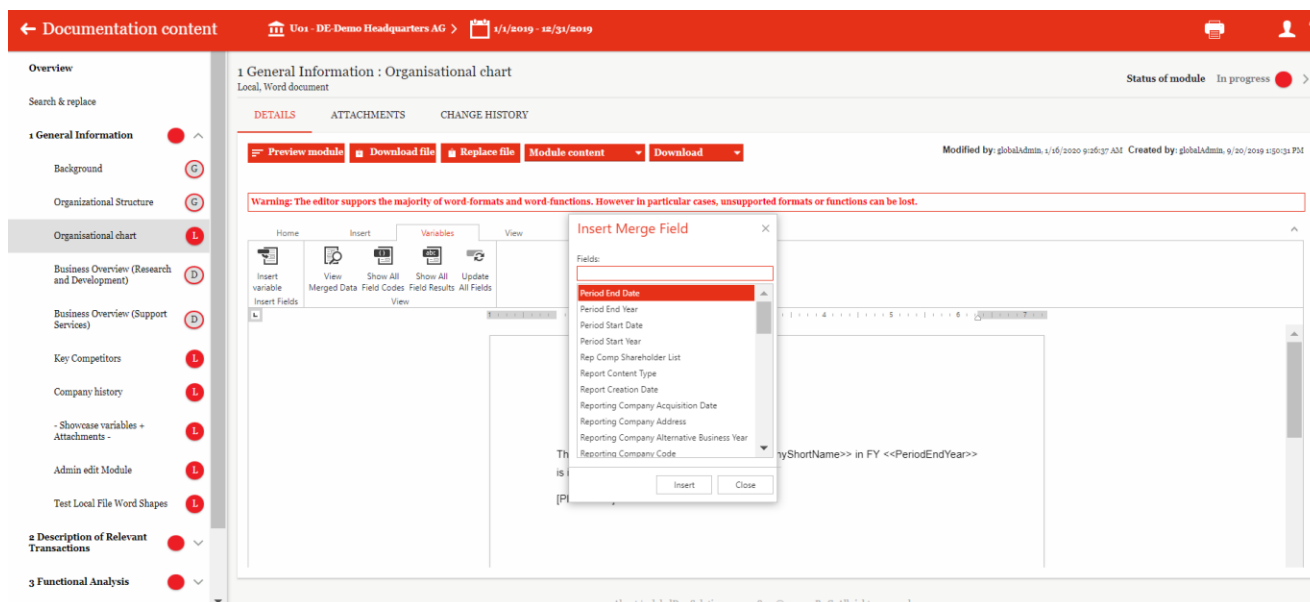 Documentation content
U01 - DE-Demo Headquarters AG > 1/1/2019 - 12/31/2019
Overview
Search & replace
1 General Information
Background G
Organizational Structure G
Organisational chart L
Business Overview (Research
and Development) D
Business Overview (Support
Services) D
Key Competitors L
Company history L
- Showcase variables +
Attachments - L
Admin edit Module L
Test Local File Word Shapes L
2 Description of Relevant
Transactions
3 Functional Analysis
1 General Information : Organisational chart
Local, Word document
Status of module In progress
DETAILS ATTACHMENTS CHANGE HISTORY
Preview module Download file Replace file Module content Download
Modified by: globalAdmin, 1/16/2020 9:26:37 AM Created by: globalAdmin, 9/20/2019 1:50:31 PM
Warning: The editor suppors the majority of word-formats and word-functions. However in particular cases, unsupported formats or functions can be lost.
Home Insert Variables View
Insert
variable
View
Merged Data
Show All
Field Codes
Show All
Field Results
Update
All Fields
Insert Fields View
L
1 4 5 6 7
Insert Merge Field
Fields:
Period End Date
Period End Year
Period Start Date
Period Start Year
Rep Comp Shareholder List
Report Content Type
Report Creation Date
Reporting Company Acquisition Date
Reporting Company Address
Reporting Company Alternative Business Year
Reporting Company Code
Insert Close
Th nyShortName>> in FY <<PeriodEndYear>>
is
[Pl